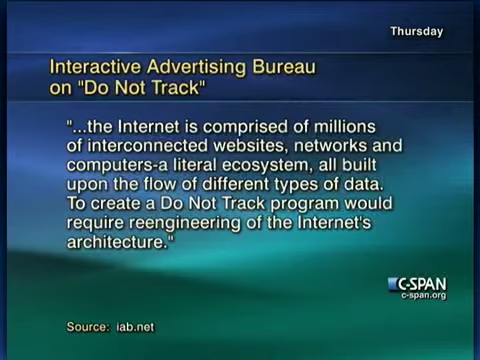 Thursday
Interactive Advertising Bureau
on "Do Not Track"
"...the Internet is comprised of millions
of interconnected websites, networks and
computers-a literal ecosystem, all built
upon the flow of different types of data.
To create a Do Not Track program would
require reengineering of the Internet's
architecture."
C-SPAN
c-span.org
Source: iab.net